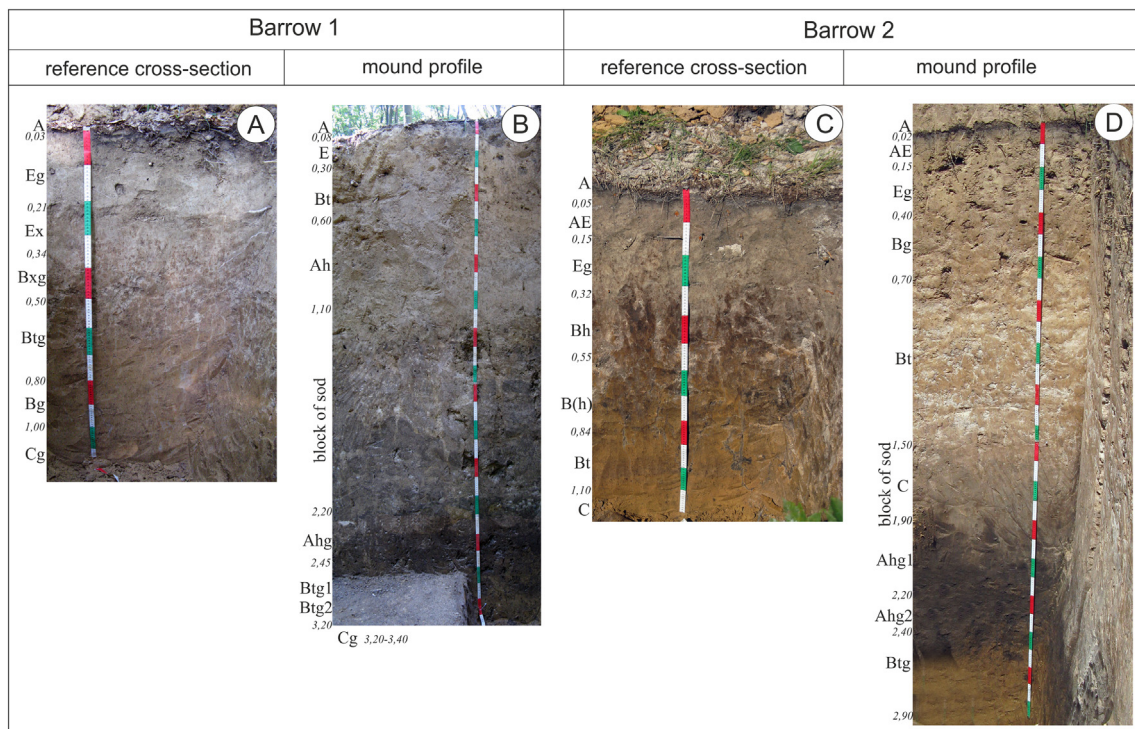 Barrow 1
Barrow 2
reference cross-section
mound profile
reference cross-section
mound profile
A
A
0,03
Eg
0,21
Ex
0,34
Bxg
0,50
Btg
0,80
Bg
1,00
Cg
B
A
0,08
E
0,30
Bt
0,60
Ah
1,10
block of sod
2,20
Ahg
2,45
Btg1
Btg2
3,20
Cg 3,20-3,40
C
A
0,05
AE
0,15
Eg
0,32
Bh
0,55
B(h)
0,84
Bt
1,10
C
D
A
0,02
AE
0,15
Eg
0,40
Bg
0,70
Bt
1,50
block of sod
C
1,90
Ahg1
2,20
Ahg2
2,40
Btg
2,90